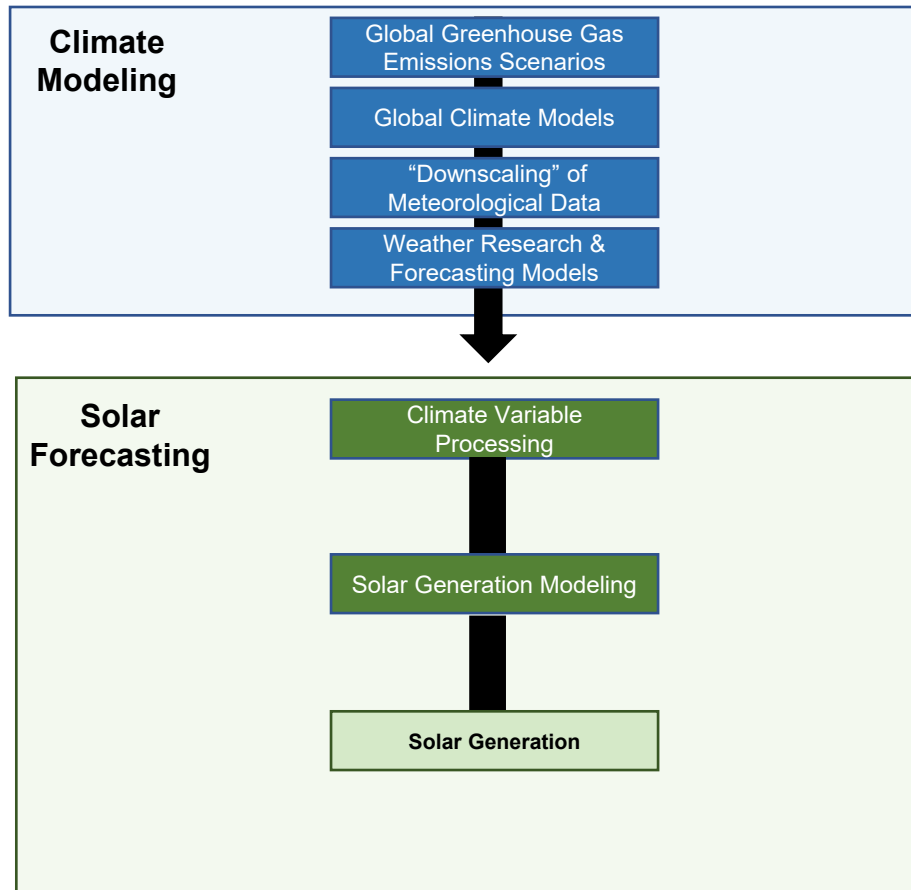 Climate
Modeling
Global Greenhouse Gas
Emissions Scenarios
Global Climate Models
“Downscaling” of
Meteorological Data
Weather Research &
Forecasting Models
Solar
Forecasting
Climate Variable
Processing
Solar Generation Modeling
Solar Generation